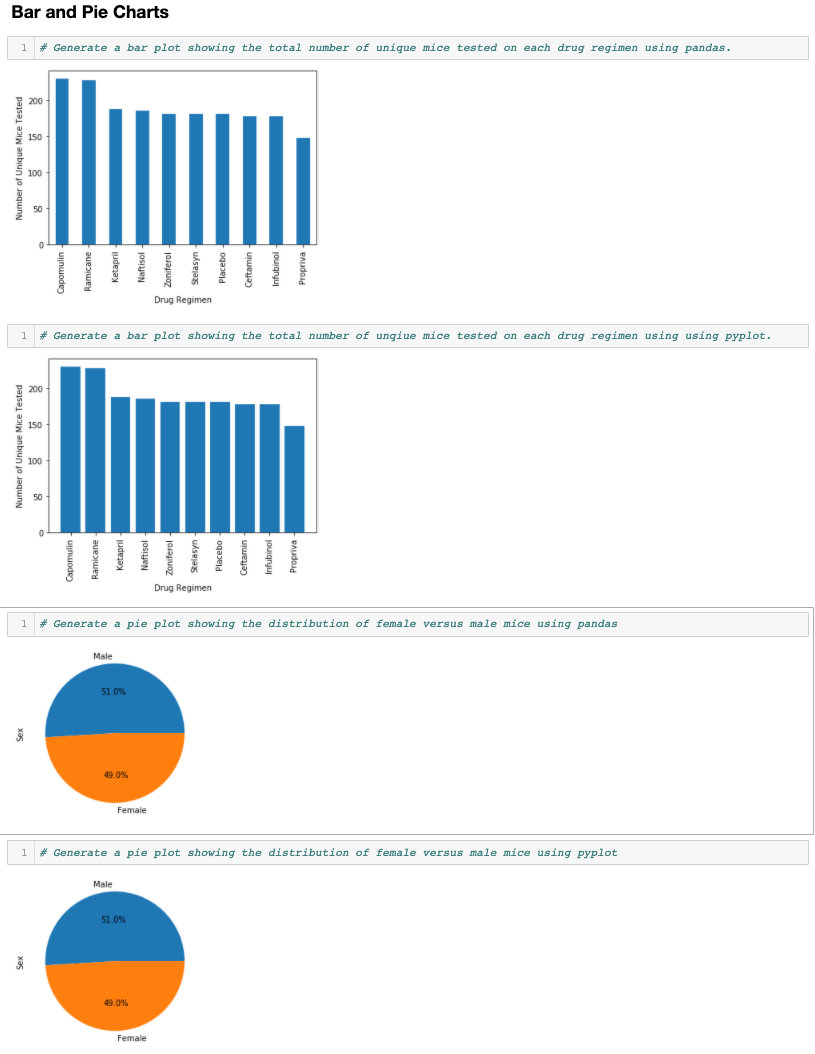 Bar and Pie Charts
1 # Generate a bar plot showing the total number of unique mice tested on each drug regimen using pandas.
Number of Unique Mice Tested
200
150
100
50
0
Capomulin
Ramicane
Ketapril
Naftisol
Zoniferol
Stelasyn
Placebo
Ceftamin
Infubinol
Propriva
Drug Regimen
1 # Generate a bar plot showing the total number of unqiue mice tested on each drug regimen using using pyplot.
Number of Unique Mice Tested
200
150
100
50
0
Capomulin
Ramicane
Ketapril
Naftisol
Zoniferol
Stelasyn
Placebo
Ceftamin
Infubinol
Propriva
Drug Regimen
1 # Generate a pie plot showing the distribution of female versus male mice using pandas
Male
51.0%
Sex
49.0%
Female
1 # Generate a pie plot showing the distribution of female versus male mice using pyplot
Male
51.0%
Sex
49.0%
Female